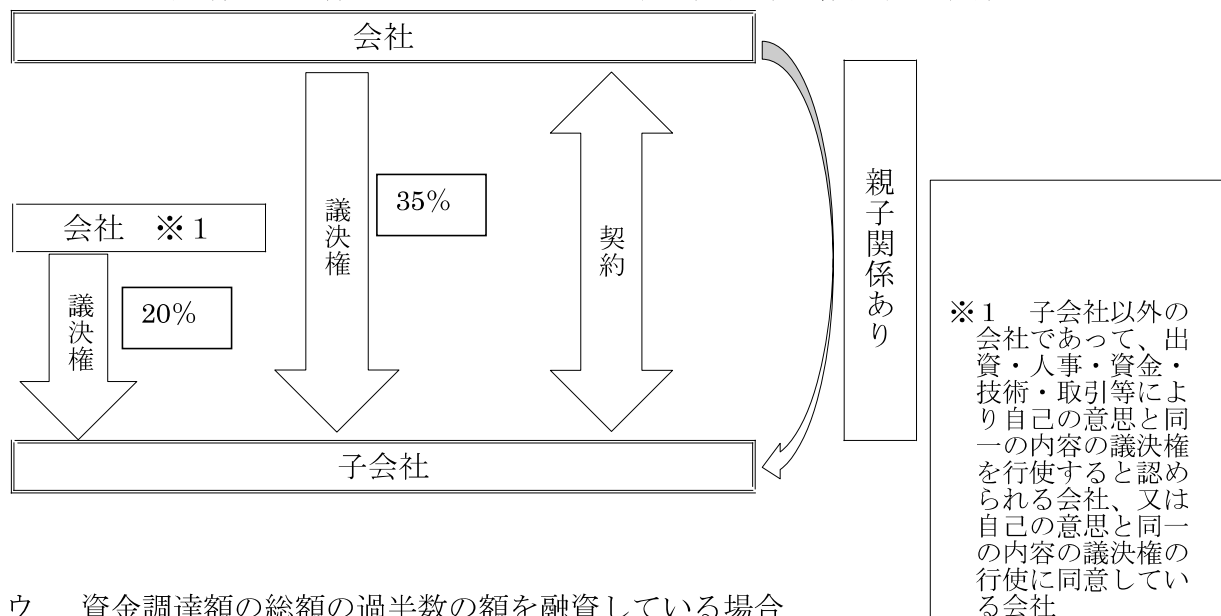 会社
会社 ※1
議決権
20%
議決権
35%
契約
親子関係あり
子会社
※1 子会社以外の
会社であって、出
資・人事・資金・
技術・取引等によ
り自己の意思と同
一の内容の議決権
を行使すると認め
られる会社、又は
自己の意思と同一
の内容の議決権の
行使に同意してい
る会社
ウ 資金調達額の総額の過半数の額を融資している場合